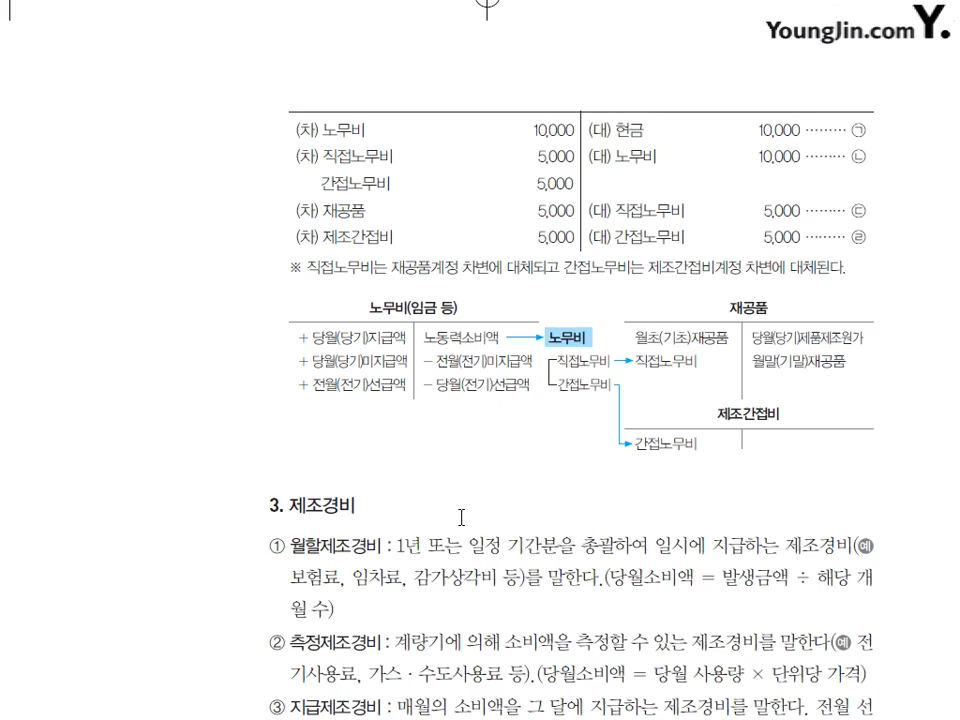 YoungJin.com Y.
(차) 노무비 10,000 (대) 현금 10,000 ········· ㉠
(차) 직접노무비 5,000 (대) 노무비 10,000 ········· ㉡
간접노무비 5,000
(차) 재공품 5,000 (대) 직접노무비 5,000 ········· ㉢
(차) 제조간접비 5,000 (대) 간접노무비 5,000 ········· ㉣
※ 직접노무비는 재공품계정 차변에 대체되고 간접노무비는 제조간접비계정 차변에 대체된다.
노무비(임금 등) 재공품
+ 당월(당기)지급액 노동력소비액 노무비 월초(기초)재공품 당월(당기)제품제조원가
+ 당월(당기)미지급액 − 전월(전기)미지급액 직접노무비 직접노무비 월말(기말)재공품
+ 전월(전기)선급액 − 당월(전기)선급액 간접노무비
제조간접비
간접노무비
3. 제조경비
① 월할제조경비 : 1년 또는 일정 기간분을 총괄하여 일시에 지급하는 제조경비(예
보험료, 임차료, 감가상각비 등)를 말한다.(당월소비액 = 발생금액 ÷ 해당 개
월 수)
② 측정제조경비 : 계량기에 의해 소비액을 측정할 수 있는 제조경비를 말한다(예 전
기사용료, 가스 · 수도사용료 등).(당월소비액 = 당월 사용량 × 단위당 가격)
③ 지급제조경비 : 매월의 소비액을 그 달에 지급하는 제조경비를 말한다. 전월 선